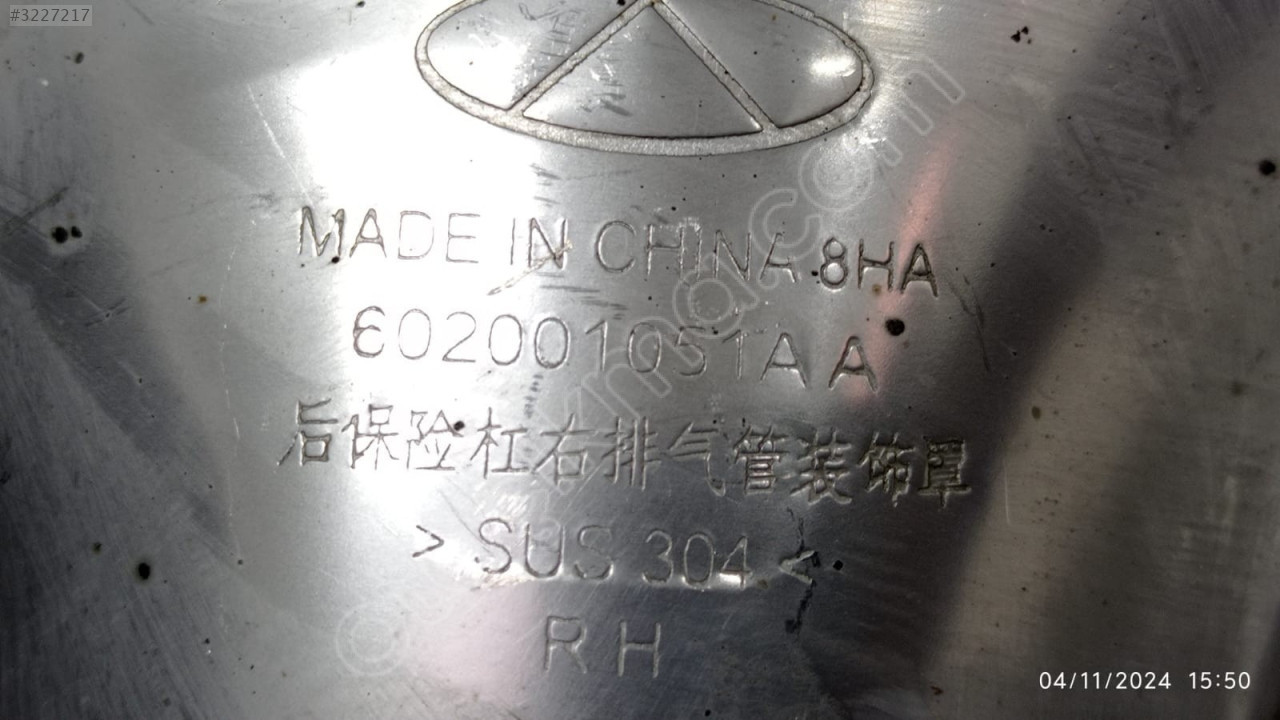 #3227217
MADE IN CHINA 8HA
602001051AA
后保险杠右排气管装饰罩
> SUS 304 <
RH
04/11/2024 15:50